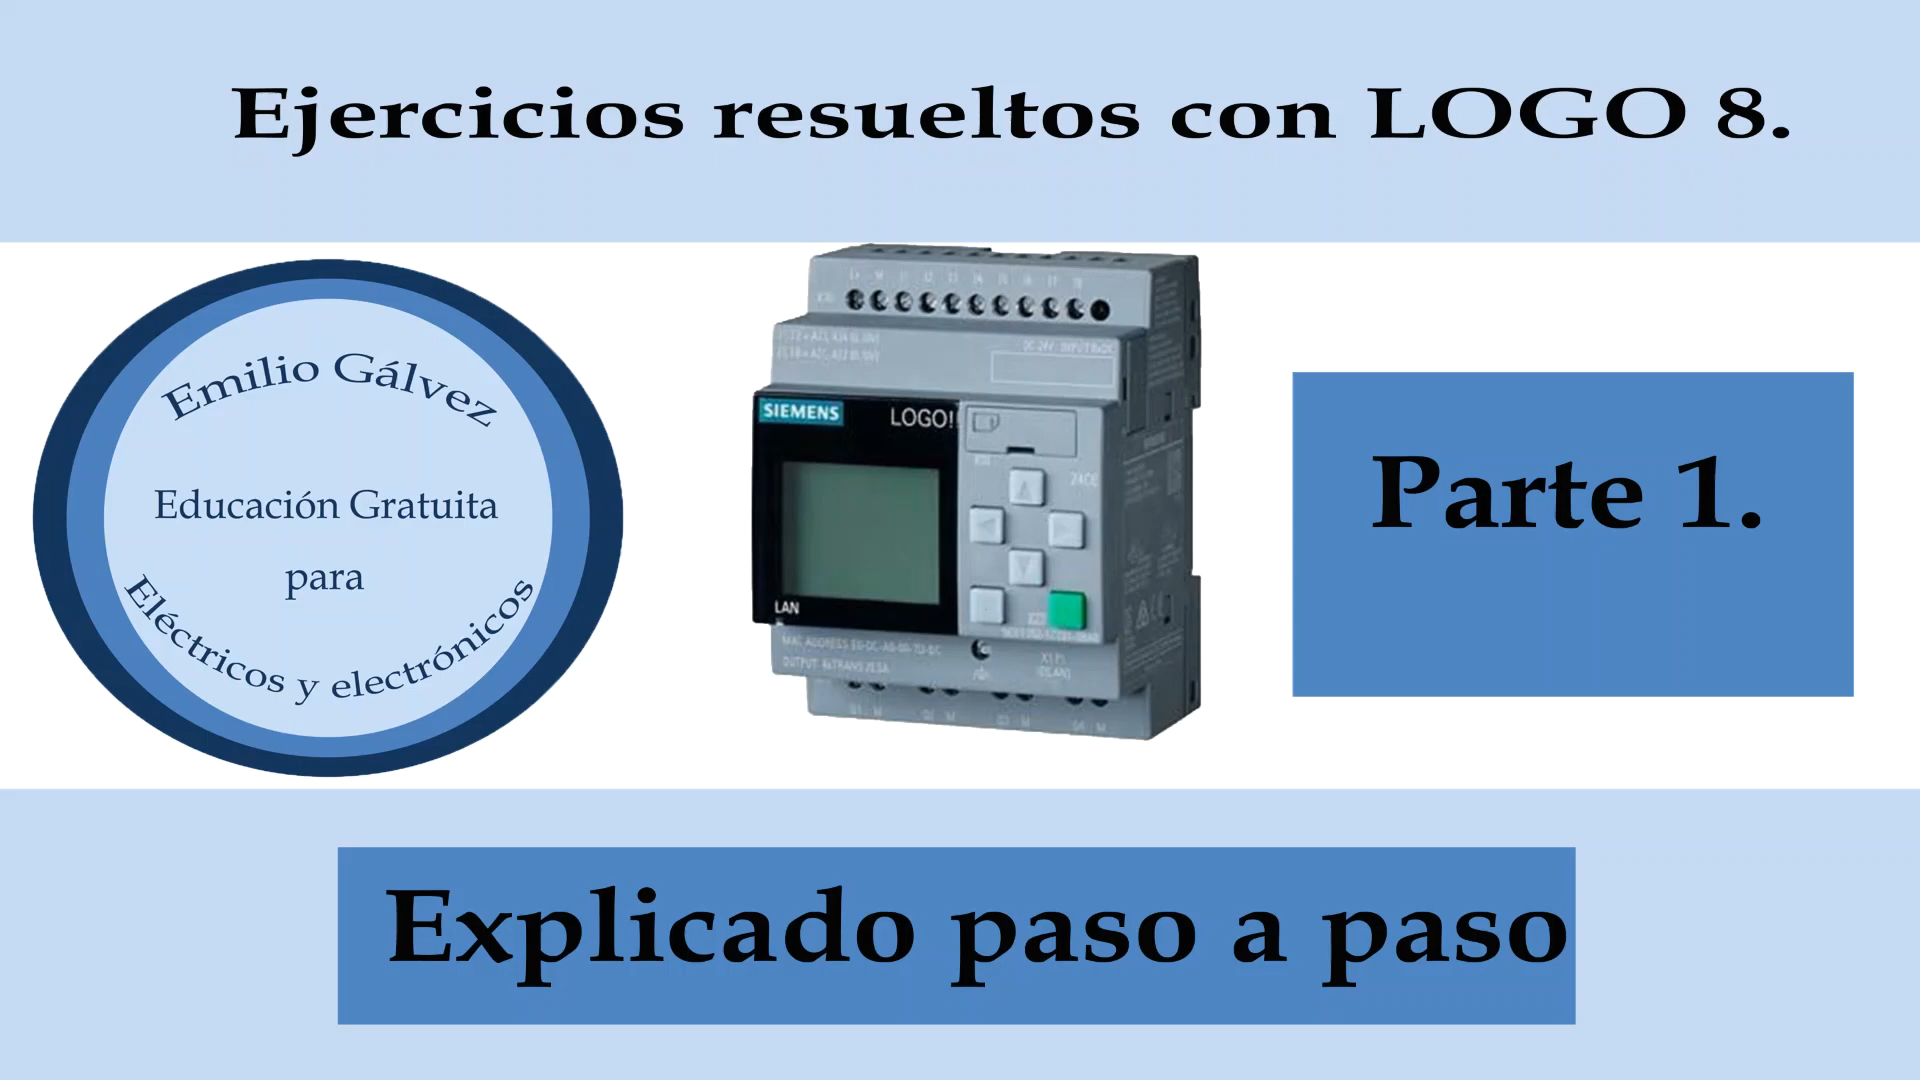 Ejercicios resueltos con LOGO 8.
Emilio Gálvez
Educación Gratuita
para
Eléctricos y electrónicos
SIEMENS
LOGO!
24CE
LAN
Parte 1.
Explicado paso a paso